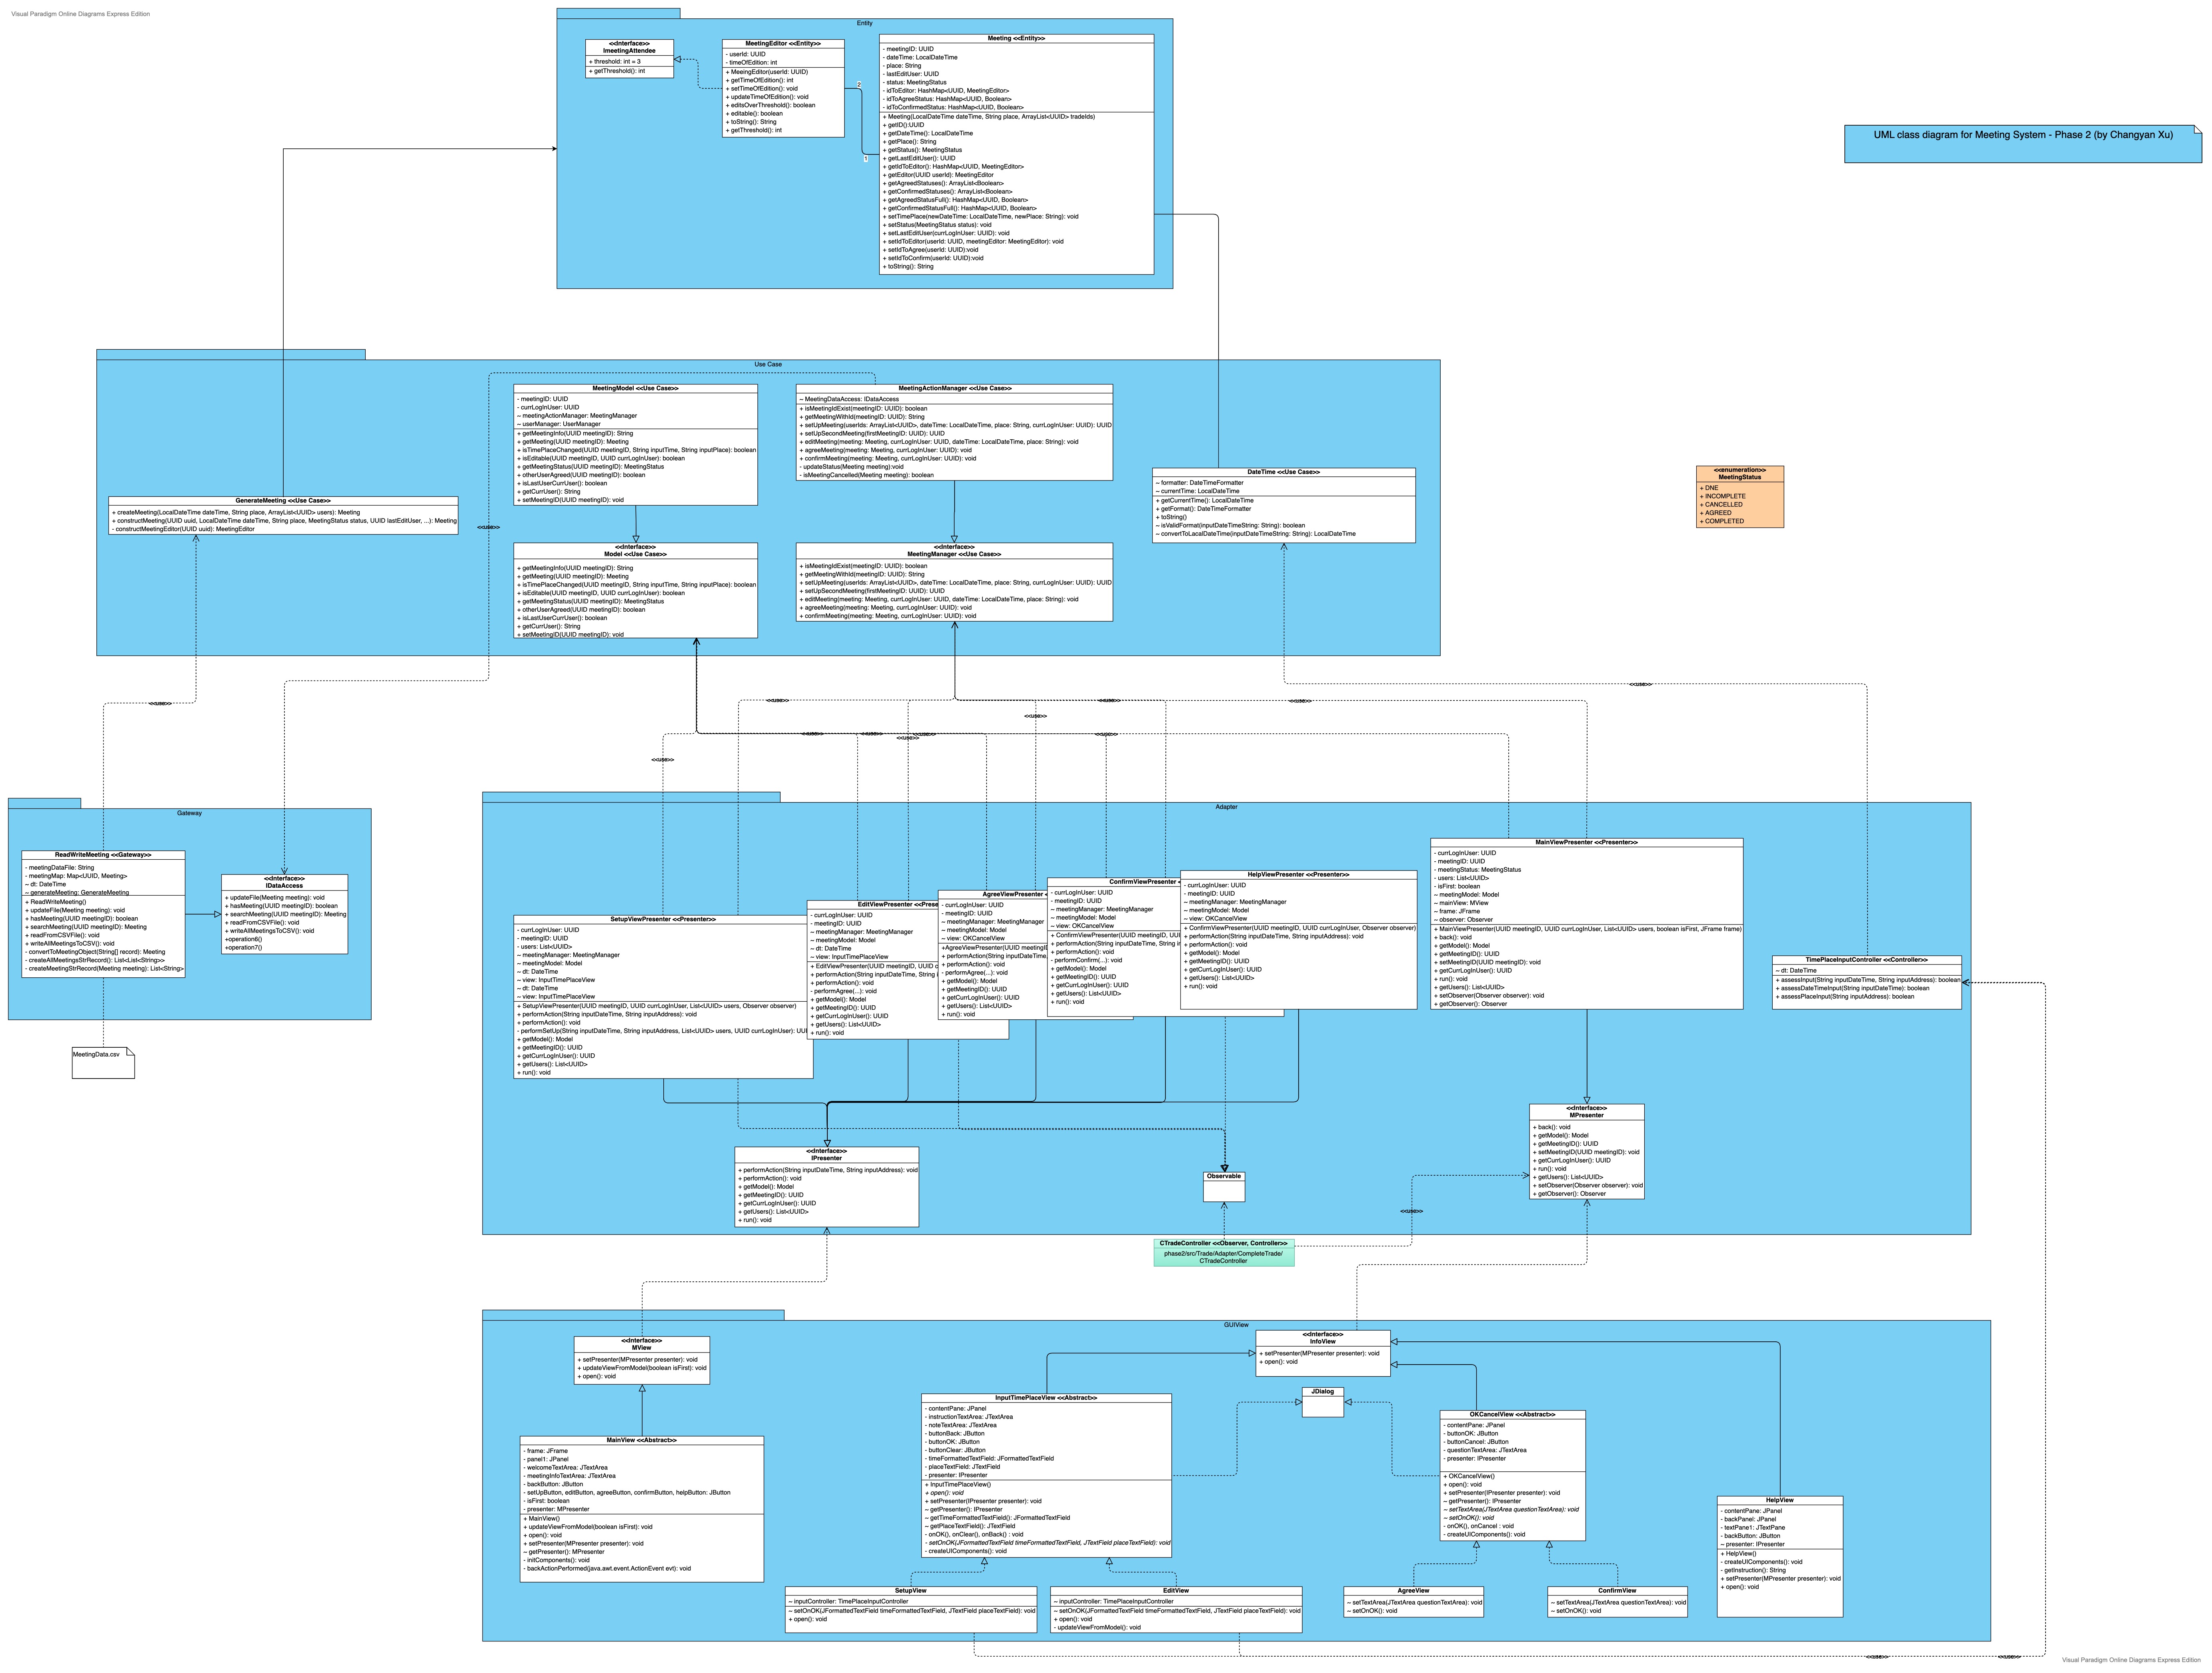 Visual Paradigm Online Diagrams Express Edition
Entity
<<Interface>>
ImeetingAttendee
+ threshold: int = 3
+ getThreshold(): int
MeetingEditor <<Entity>>
- userId: UUID
- timeOfEdition: int
+ MeeingEditor(userId: UUID)
+ getTimeOfEdition(): int
+ setTimeOfEdition(): void
+ updateTimeOfEdition(): void
+ editsOverThreshold(): boolean
+ editable(): boolean
+ toString(): String
+ getThreshold(): int
2
1
Meeting <<Entity>>
- meetingID: UUID
- dateTime: LocalDateTime
- place: String
- lastEditUser: UUID
- status: MeetingStatus
- idToEditor: HashMap<UUID, MeetingEditor>
- idToAgreeStatus: HashMap<UUID, Boolean>
- idToConfirmedStatus: HashMap<UUID, Boolean>
+ Meeting(LocalDateTime dateTime, String place, ArrayList<UUID> tradeIds)
+ getID():UUID
+ getDateTime(): LocalDateTime
+ getPlace(): String
+ getStatus(): MeetingStatus
+ getLastEditUser(): UUID
+ getIdToEditor(): HashMap<UUID, MeetingEditor>
+ getEditor(UUID userId): MeetingEditor
+ getAgreedStatuses(): ArrayList<Boolean>
+ getConfirmedStatuses(): ArrayList<Boolean>
+ getAgreedStatusFull(): HashMap<UUID, Boolean>
+ getConfirmedStatusFull(): HashMap<UUID, Boolean>
+ setTimePlace(newDateTime: LocalDateTime, newPlace: String): void
+ setStatus(MeetingStatus status): void
+ setLastEditUser(currLogInUser: UUID): void
+ setIdToEditor(userId: UUID, meetingEditor: MeetingEditor): void
+ setIdToAgree(userId: UUID):void
+ setIdToConfirm(userId: UUID):void
+ toString(): String
UML class diagram for Meeting System - Phase 2 (by Changyan Xu)
Use Case
GenerateMeeting <<Use Case>>
+ createMeeting(LocalDateTime dateTime, String place, ArrayList<UUID> users): Meeting
+ constructMeeting(UUID uuid, LocalDateTime dateTime, String place, MeetingStatus status, UUID lastEditUser, ...): Meeting
- constructMeetingEditor(UUID uuid): MeetingEditor
<<use>>
MeetingModel <<Use Case>>
- meetingID: UUID
- currLogInUser: UUID
~ meetingActionManager: MeetingManager
~ userManager: UserManager
+ getMeetingInfo(UUID meetingID): String
+ getMeeting(UUID meetingID): Meeting
+ isTimePlaceChanged(UUID meetingID, String inputTime, String inputPlace): boolean
+ isEditable(UUID meetingID, UUID currLogInUser): boolean
+ getMeetingStatus(UUID meetingID): MeetingStatus
+ otherUserAgreed(UUID meetingID): boolean
+ isLastUserCurrUser(): boolean
+ getCurrUser(): String
+ setMeetingID(UUID meetingID): void
<<Interface>>
Model <<Use Case>>
+ getMeetingInfo(UUID meetingID): String
+ getMeeting(UUID meetingID): Meeting
+ isTimePlaceChanged(UUID meetingID, String inputTime, String inputPlace): boolean
+ isEditable(UUID meetingID, UUID currLogInUser): boolean
+ getMeetingStatus(UUID meetingID): MeetingStatus
+ otherUserAgreed(UUID meetingID): boolean
+ isLastUserCurrUser(): boolean
+ getCurrUser(): String
+ setMeetingID(UUID meetingID): void
MeetingActionManager <<Use Case>>
~ MeetingDataAccess: IDataAccess
+ isMeetingIdExist(meetingID: UUID): boolean
+ getMeetingWithId(meetingID: UUID): String
+ setUpMeeting(userIds: ArrayList<UUID>, dateTime: LocalDateTime, place: String, currLogInUser: UUID): UUID
+ setUpSecondMeeting(firstMeetingID: UUID): UUID
+ editMeeting(meeting: Meeting, currLogInUser: UUID, dateTime: LocalDateTime, place: String): void
+ agreeMeeting(meeting: Meeting, currLogInUser: UUID): void
+ confirmMeeting(meeting: Meeting, currLogInUser: UUID): void
- updateStatus(Meeting meeting):void
- isMeetingCancelled(Meeting meeting): boolean
<<Interface>>
MeetingManager <<Use Case>>
+ isMeetingIdExist(meetingID: UUID): boolean
+ getMeetingWithId(meetingID: UUID): String
+ setUpMeeting(userIds: ArrayList<UUID>, dateTime: LocalDateTime, place: String, currLogInUser: UUID): UUID
+ setUpSecondMeeting(firstMeetingID: UUID): UUID
+ editMeeting(meeting: Meeting, currLogInUser: UUID, dateTime: LocalDateTime, place: String): void
+ agreeMeeting(meeting: Meeting, currLogInUser: UUID): void
+ confirmMeeting(meeting: Meeting, currLogInUser: UUID): void
DateTime <<Use Case>>
~ formatter: DateTimeFormatter
~ currentTime: LocalDateTime
+ getCurrentTime(): LocalDateTime
+ getFormat(): DateTimeFormatter
+ toString()
~ isValidFormat(inputDateTimeString: String): boolean
~ convertToLacalDateTime(inputDateTimeString: String): LocalDateTime
<<enumeration>>
MeetingStatus
+ DNE
+ INCOMPLETE
+ CANCELLED
+ AGREED
+ COMPLETED
<<use>>
<<use>>
<<use>>
<<use>>
<<use>>
<<use>>
<<use>>
<<use>>
<<use>>
<<use>>
<<use>>
<<use>>
Gateway
ReadWriteMeeting <<Gateway>>
- meetingDataFile: String
- meetingMap: Map<UUID, Meeting>
~ dt: DateTime
~ generateMeeting: GenerateMeeting
+ ReadWriteMeeting()
+ updateFile(Meeting meeting): void
+ hasMeeting(UUID meetingID): boolean
+ searchMeeting(UUID meetingID): Meeting
+ readFromCSVFile(): void
+ writeAllMeetingsToCSV(): void
- convertToMeetingObject(String[] record): Meeting
- createAllMeetingsStrRecord(): List<List<String>>
- createMeetingStrRecord(Meeting meeting): List<String>
<<Interface>>
IDataAccess
+ updateFile(Meeting meeting): void
+ hasMeeting(UUID meetingID): boolean
+ searchMeeting(UUID meetingID): Meeting
+ readFromCSVFile(): void
+ writeAllMeetingsToCSV(): void
+operation6()
+operation7()
MeetingData.csv
Adapter
SetupViewPresenter <<Presenter>>
- currLogInUser: UUID
- meetingID: UUID
- users: List<UUID>
~ meetingManager: MeetingManager
~ meetingModel: Model
~ dt: DateTime
~ view: InputTimePlaceView
~ dt: DateTime
~ view: InputTimePlaceView
+ SetupViewPresenter(UUID meetingID, UUID currLogInUser, List<UUID> users, Observer observer)
+ performAction(String inputDateTime, String inputAddress): void
+ performAction(): void
- performSetUp(String inputDateTime, String inputAddress, List<UUID> users, UUID currLogInUser): UUI
+ getModel(): Model
+ getMeetingID(): UUID
+ getCurrLogInUser(): UUID
+ getUsers(): List<UUID>
+ run(): void
EditViewPresenter <<Prese
- currLogInUser: UUID
- meetingID: UUID
~ meetingManager: MeetingManager
~ meetingModel: Model
~ dt: DateTime
~ view: InputTimePlaceView
+ EditViewPresenter(UUID meetingID, UUID c
+ performAction(String inputDateTime, String
+ performAction(): void
- performAgree(...): void
+ getModel(): Model
+ getMeetingID(): UUID
+ getCurrLogInUser(): UUID
+ getUsers(): List<UUID>
+ run(): void
AgreeViewPresenter <
- currLogInUser: UUID
- meetingID: UUID
~ meetingManager: MeetingManager
~ meetingModel: Model
~ view: OKCancelView
+AgreeViewPresenter(UUID meetingI
+ performAction(String inputDateTime,
+ performAction(): void
- performAgree(...): void
+ getModel(): Model
+ getMeetingID(): UUID
+ getCurrLogInUser(): UUID
+ getUsers(): List<UUID>
+ run(): void
ConfirmViewPresenter <
- currLogInUser: UUID
- meetingID: UUID
~ meetingManager: MeetingManager
~ meetingModel: Model
~ view: OKCancelView
+ ConfirmViewPresenter(UUID meetingID, UUI
+ performAction(String inputDateTime, String i
+ performAction(): void
- performConfirm(...): void
+ getModel(): Model
+ getMeetingID(): UUID
+ getCurrLogInUser(): UUID
+ getUsers(): List<UUID>
+ run(): void
HelpViewPresenter <<Presenter>>
- currLogInUser: UUID
- meetingID: UUID
~ meetingManager: MeetingManager
~ meetingModel: Model
~ view: OKCancelView
+ ConfirmViewPresenter(UUID meetingID, UUID currLogInUser, Observer observer)
+ performAction(String inputDateTime, String inputAddress): void
+ performAction(): void
+ getModel(): Model
+ getMeetingID(): UUID
+ getCurrLogInUser(): UUID
+ getUsers(): List<UUID>
+ run(): void
MainViewPresenter <<Presenter>>
- currLogInUser: UUID
- meetingID: UUID
- meetingStatus: MeetingStatus
- users: List<UUID>
- isFirst: boolean
~ meetingModel: Model
~ mainView: MView
~ frame: JFrame
~ observer: Observer
+ MainViewPresenter(UUID meetingID, UUID currLogInUser, List<UUID> users, boolean isFirst, JFrame frame)
+ back(): void
+ getModel(): Model
+ getMeetingID(): UUID
+ setMeetingID(UUID meetingID): void
+ getCurrLogInUser(): UUID
+ run(): void
+ getUsers(): List<UUID>
+ setObserver(Observer observer): void
+ getObserver(): Observer
TimePlaceInputController <<Controller>>
~ dt: DateTime
+ assessInput(String inputDateTime, String inputAddress): boolean
+ assessDateTimeInput(String inputDateTime): boolean
+ assessPlaceInput(String inputAddress): boolean
<<Interface>>
IPresenter
+ performAction(String inputDateTime, String inputAddress): void
+ performAction(): void
+ getModel(): Model
+ getMeetingID(): UUID
+ getCurrLogInUser(): UUID
+ getUsers(): List<UUID>
+ run(): void
Observable
<<Interface>>
MPresenter
+ back(): void
+ getModel(): Model
+ getMeetingID(): UUID
+ setMeetingID(UUID meetingID): void
+ getCurrLogInUser(): UUID
+ run(): void
+ getUsers(): List<UUID>
+ setObserver(Observer observer): void
+ getObserver(): Observer
<<use>>
CTradeController <<Observer, Controller>>
phase2/src/Trade/Adapter/CompleteTrade/
CTradeController
GUIView
<<Interface>>
MView
+ setPresenter(MPresenter presenter): void
+ updateViewFromModel(boolean isFirst): void
+ open(): void
MainView <<Abstract>>
- frame: JFrame
- panel1: JPanel
- welcomeTextArea: JTextArea
- meetingInfoTextArea: JTextArea
- backButton: JButton
- setUpButton, editButton, agreeButton, confirmButton, helpButton: JButton
- isFirst: boolean
- presenter: MPresenter
+ MainView()
+ updateViewFromModel(boolean isFirst): void
+ open(): void
+ setPresenter(MPresenter presenter): void
~ getPresenter(): MPresenter
- initComponents(): void
- backActionPerformed(java.awt.event.ActionEvent evt): void
<<Interface>>
InfoView
+ setPresenter(MPresenter presenter): void
+ open(): void
InputTimePlaceView <<Abstract>>
- contentPane: JPanel
- instructionTextArea: JTextArea
- noteTextArea: JTextArea
- buttonBack: JButton
- buttonOK: JButton
- buttonClear: JButton
- timeFormattedTextField: JFormattedTextField
- placeTextField: JTextField
- presenter: IPresenter
+ InputTimePlaceView()
+ open(): void
+ setPresenter(IPresenter presenter): void
~ getPresenter(): IPresenter
~ getTimeFormattedTextField(): JFormattedTextField
~ getPlaceTextField(): JTextField
- onOK(), onClear(), onBack() : void
- setOnOK(JFormattedTextField timeFormattedTextField, JTextField placeTextField): void
- createUIComponents(): void
JDialog
OKCancelView <<Abstract>>
- contentPane: JPanel
- buttonOK: JButton
- buttonCancel: JButton
- questionTextArea: JTextArea
- presenter: IPresenter
+ OKCancelView()
+ open(): void
+ setPresenter(IPresenter presenter): void
~ getPresenter(): IPresenter
~ setTextArea(JTextArea questionTextArea): void
~ setOnOK(): void
- onOK(), onCancel : void
- createUIComponents(): void
HelpView
- contentPane: JPanel
- backPanel: JPanel
- textPane1: JTextPane
- backButton: JButton
~ presenter: IPresenter
+ HelpView()
- createUIComponents(): void
- getInstruction(): String
+ setPresenter(MPresenter presenter): void
+ open(): void
SetupView
~ inputController: TimePlaceInputController
~ setOnOK(JFormattedTextField timeFormattedTextField, JTextField placeTextField): void
+ open(): void
EditView
~ inputController: TimePlaceInputController
~ setOnOK(JFormattedTextField timeFormattedTextField, JTextField placeTextField): void
+ open(): void
- updateViewFromModel(): void
AgreeView
~ setTextArea(JTextArea questionTextArea): void
~ setOnOK(): void
ConfirmView
~ setTextArea(JTextArea questionTextArea): void
~ setOnOK(): void
<<use>>
<<use>>
Visual Paradigm Online Diagrams Express Edition